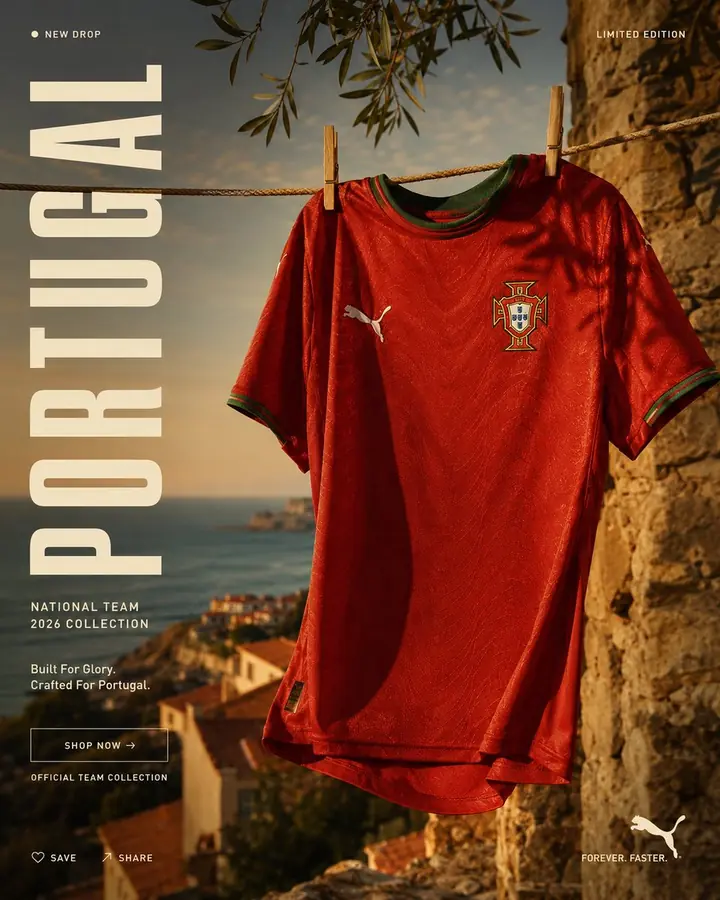 NEW DROP
LIMITED EDITION
PORTUGAL
NATIONAL TEAM
2026 COLLECTION
Built For Glory.
Crafted For Portugal.
SHOP NOW →
OFFICIAL TEAM COLLECTION
SAVE
SHARE
FOREVER. FASTER.